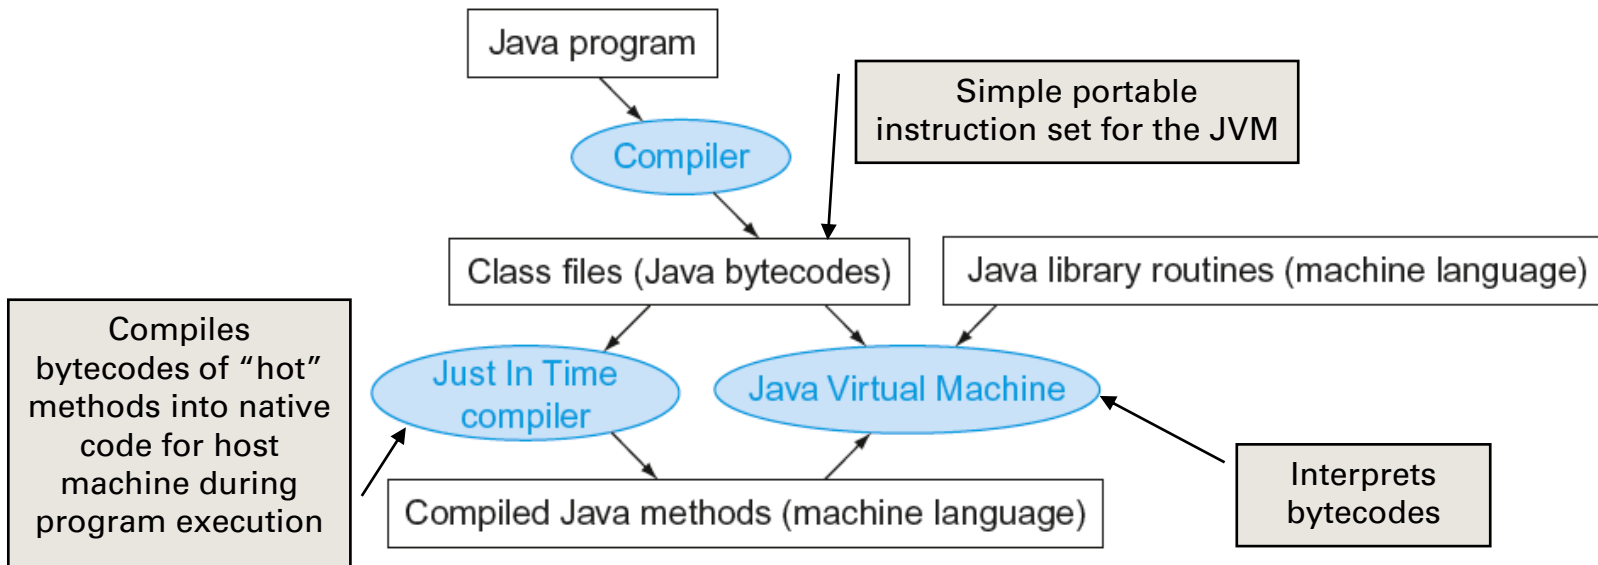 Java program
Simple portable
instruction set for the JVM
Compiler
Class files (Java bytecodes)
Java library routines (machine language)
Compiles
bytecodes of “hot”
methods into native
code for host
machine during
program execution
Just In Time
compiler
Java Virtual Machine
Interprets
bytecodes
Compiled Java methods (machine language)